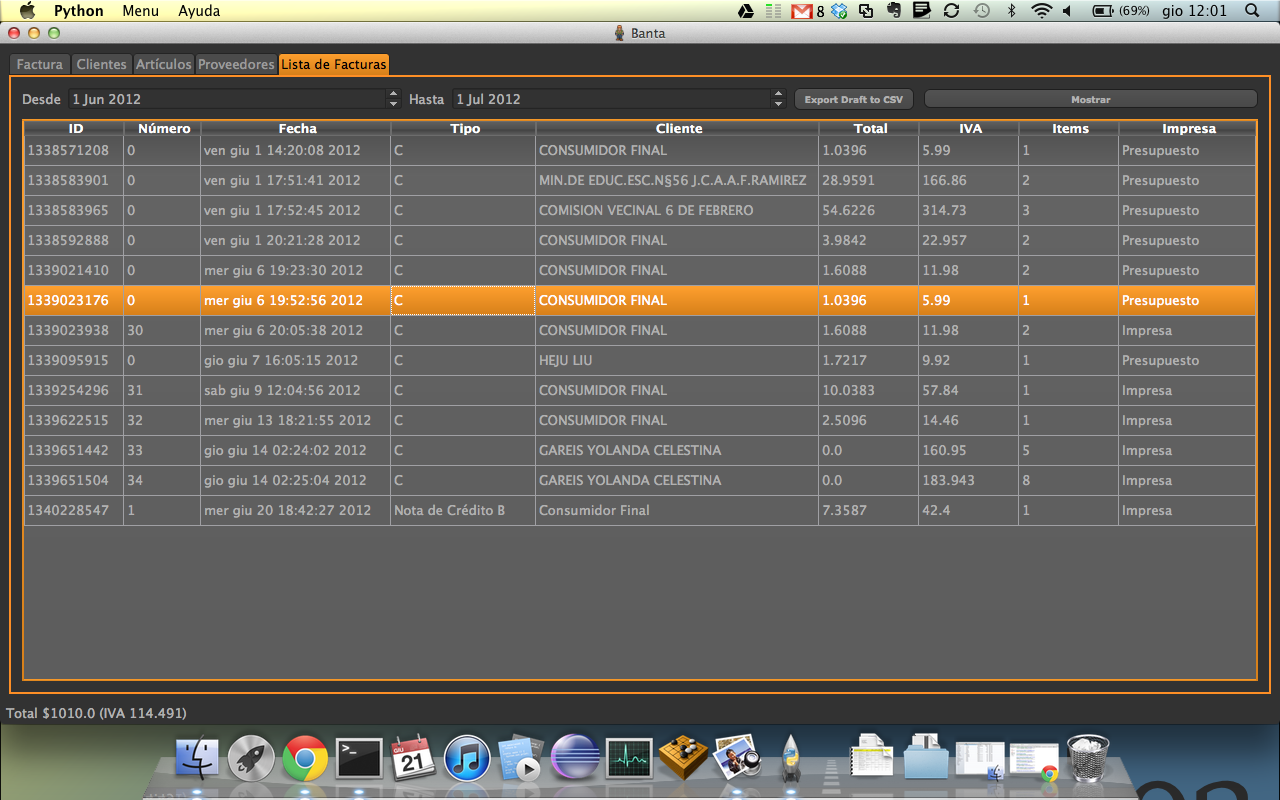 Python Menu Ayuda 8 (69%) gio 12:01
Banta
Factura Clientes Artículos Proveedores Lista de Facturas
Desde 1 Jun 2012 Hasta 1 Jul 2012 Export Draft to CSV Mostrar
ID Número Fecha Tipo Cliente Total IVA Items Impresa
1338571208 0 ven giu 1 14:20:08 2012 C CONSUMIDOR FINAL 1.0396 5.99 1 Presupuesto
1338583901 0 ven giu 1 17:51:41 2012 C MIN.DE EDUC.ESC.N§56 J.C.A.A.F.RAMIREZ 28.9591 166.86 2 Presupuesto
1338583965 0 ven giu 1 17:52:45 2012 C COMISION VECINAL 6 DE FEBRERO 54.6226 314.73 3 Presupuesto
1338592888 0 ven giu 1 20:21:28 2012 C CONSUMIDOR FINAL 3.9842 22.957 2 Presupuesto
1339021410 0 mer giu 6 19:23:30 2012 C CONSUMIDOR FINAL 1.6088 11.98 2 Presupuesto
1339023176 0 mer giu 6 19:52:56 2012 C CONSUMIDOR FINAL 1.0396 5.99 1 Presupuesto
1339023938 30 mer giu 6 20:05:38 2012 C CONSUMIDOR FINAL 1.6088 11.98 2 Impresa
1339095915 0 gio giu 7 16:05:15 2012 C HEJU LIU 1.7217 9.92 1 Presupuesto
1339254296 31 sab giu 9 12:04:56 2012 C CONSUMIDOR FINAL 10.0383 57.84 1 Impresa
1339622515 32 mer giu 13 18:21:55 2012 C CONSUMIDOR FINAL 2.5096 14.46 1 Impresa
1339651442 33 gio giu 14 02:24:02 2012 C GAREIS YOLANDA CELESTINA 0.0 160.95 5 Impresa
1339651504 34 gio giu 14 02:25:04 2012 C GAREIS YOLANDA CELESTINA 0.0 183.943 8 Impresa
1340228547 1 mer giu 20 18:42:27 2012 Nota de Crédito B Consumidor Final 7.3587 42.4 1 Impresa
Total $1010.0 (IVA 114.491)
GIU
21